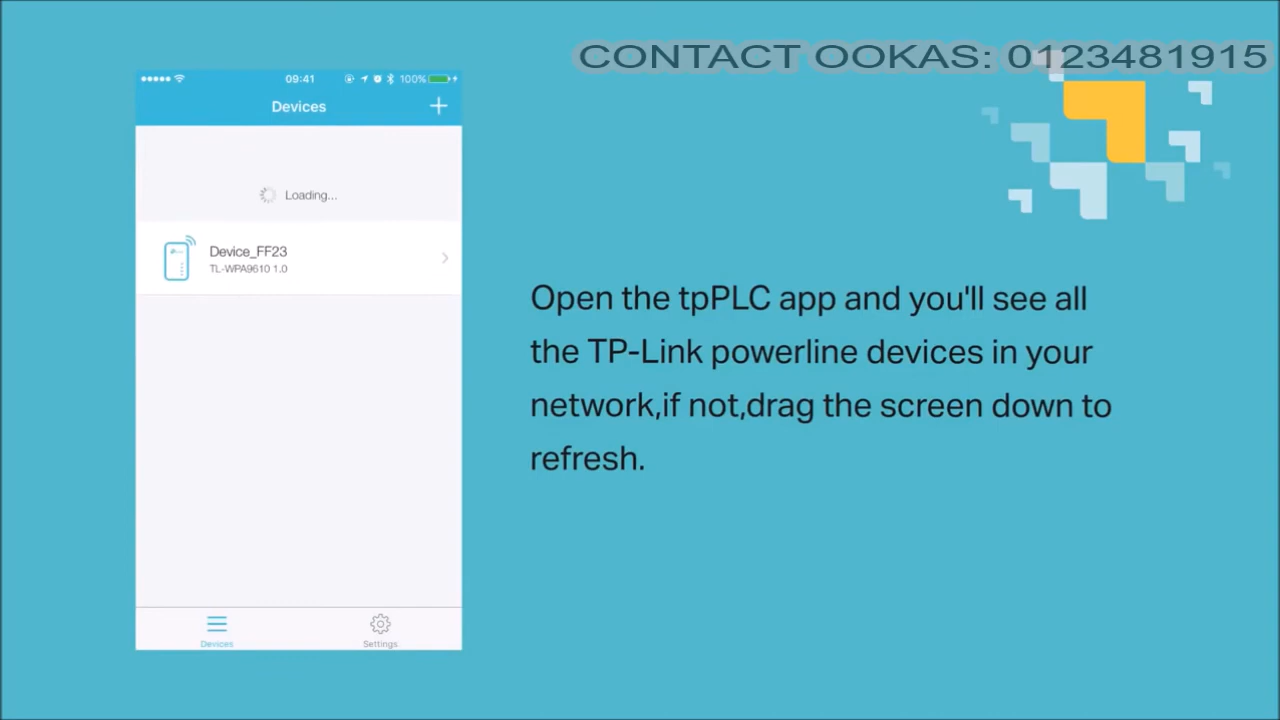 CONTACT OOKAS: 0123481915
09:41
100%
Devices
Loading...
Device_FF23
TL-WPA9610 1.0
Open the tpPLC app and you'll see all
the TP-Link powerline devices in your
network,if not,drag the screen down to
refresh.
Devices
Settings